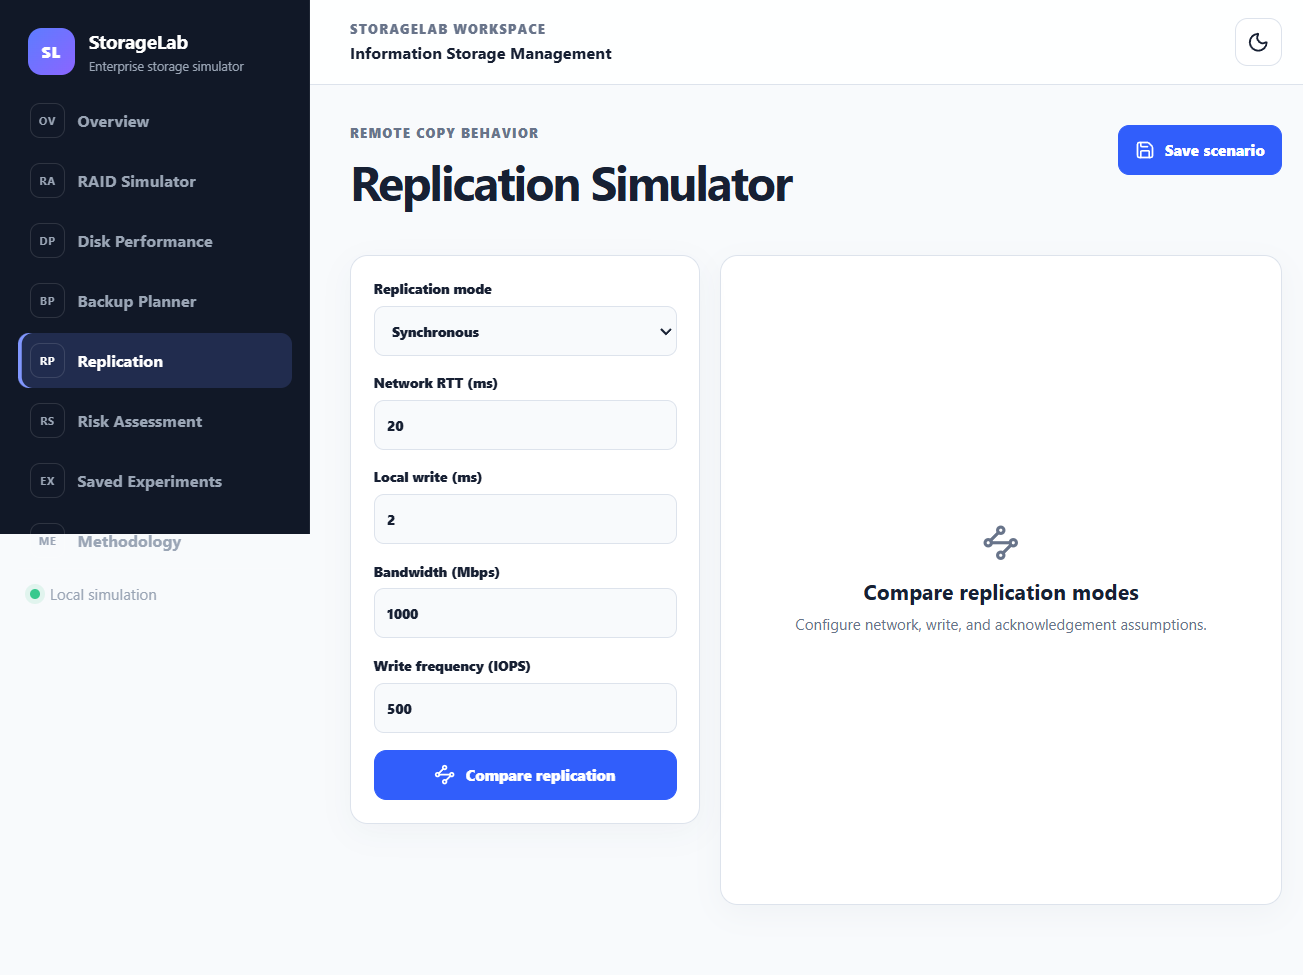 SL
StorageLab
Enterprise storage simulator
OV Overview
RA RAID Simulator
DP Disk Performance
BP Backup Planner
RP Replication
RS Risk Assessment
EX Saved Experiments
ME Methodology
Local simulation
STORAGELAB WORKSPACE
Information Storage Management
REMOTE COPY BEHAVIOR
Replication Simulator
Save scenario
Replication mode
Synchronous
Network RTT (ms)
20
Local write (ms)
2
Bandwidth (Mbps)
1000
Write frequency (IOPS)
500
Compare replication
Compare replication modes
Configure network, write, and acknowledgement assumptions.